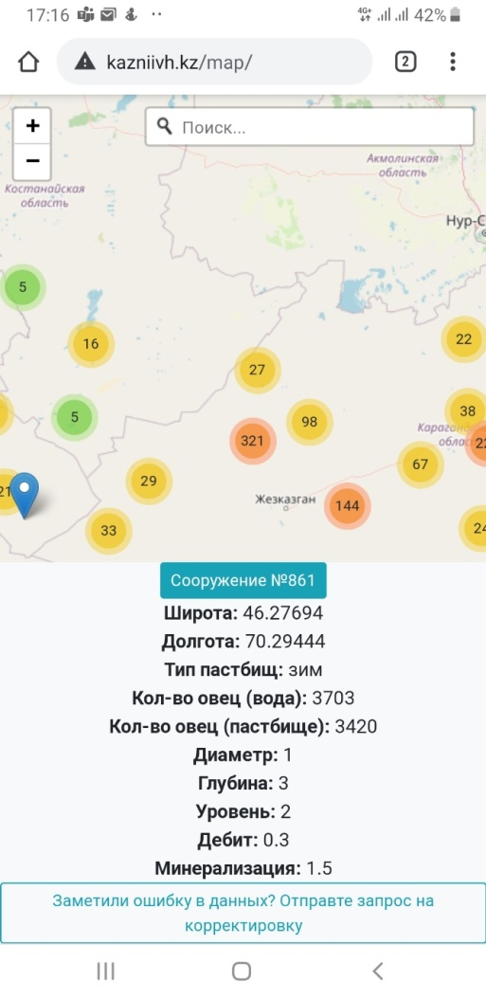 17:16 4G+ 42%
kazniivh.kz/map/ 2
+
Поиск...
−
Акмолинская
область
Костанайская
область
Нур-С
5
16
22
27
5
98
38
321
Караган
облас
22
67
21
29
Жезказган
144
33
24
Сооружение №861
Широта: 46.27694
Долгота: 70.29444
Тип пастбищ: зим
Кол-во овец (вода): 3703
Кол-во овец (пастбище): 3420
Диаметр: 1
Глубина: 3
Уровень: 2
Дебит: 0.3
Минерализация: 1.5
Заметили ошибку в данных? Отправте запрос на
корректировку